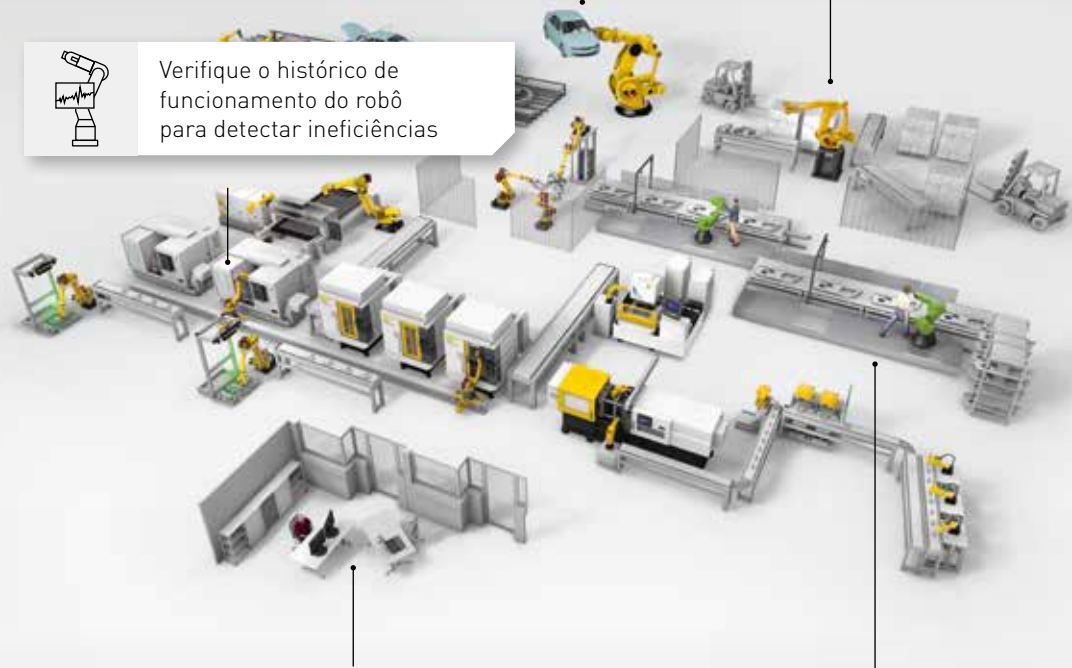 Verifique o histórico de
funcionamento do robô
para detectar ineficiências